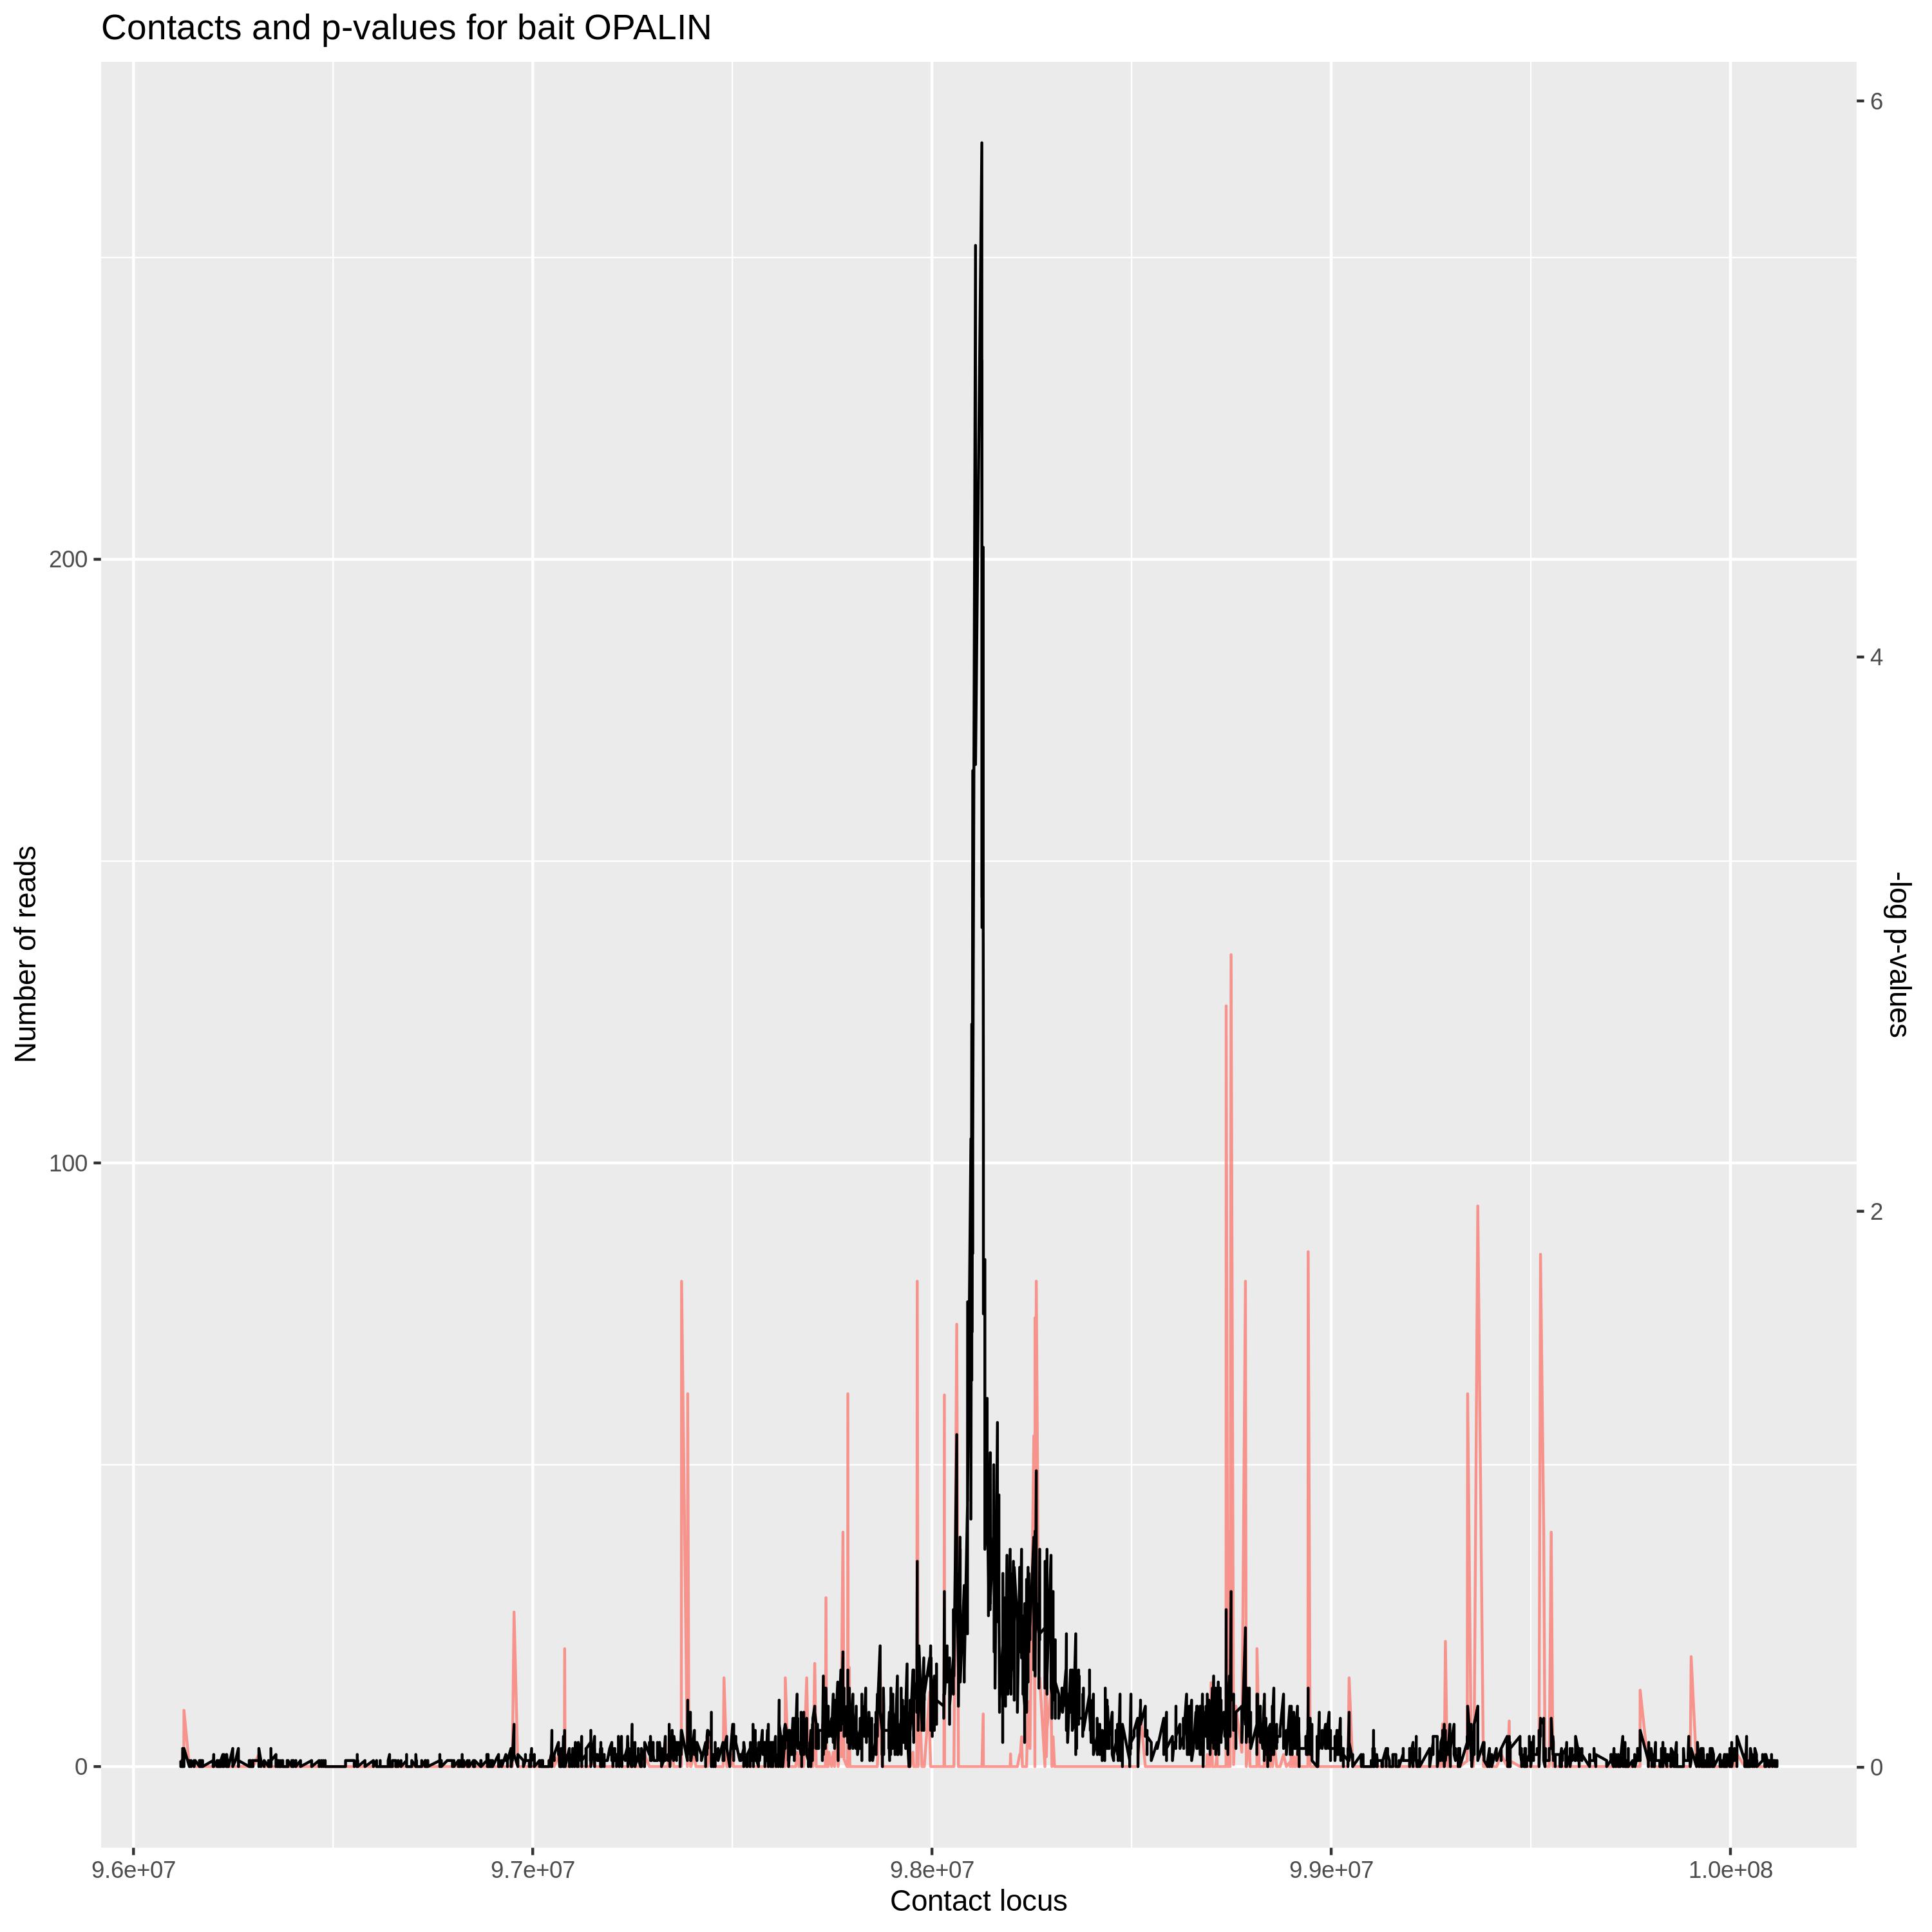 Contacts and p-values for bait OPALIN
6
200
4
Number of reads
-log p-values
100
2
0
0
9.6e+07
9.7e+07
9.8e+07
9.9e+07
1.0e+08
Contact locus